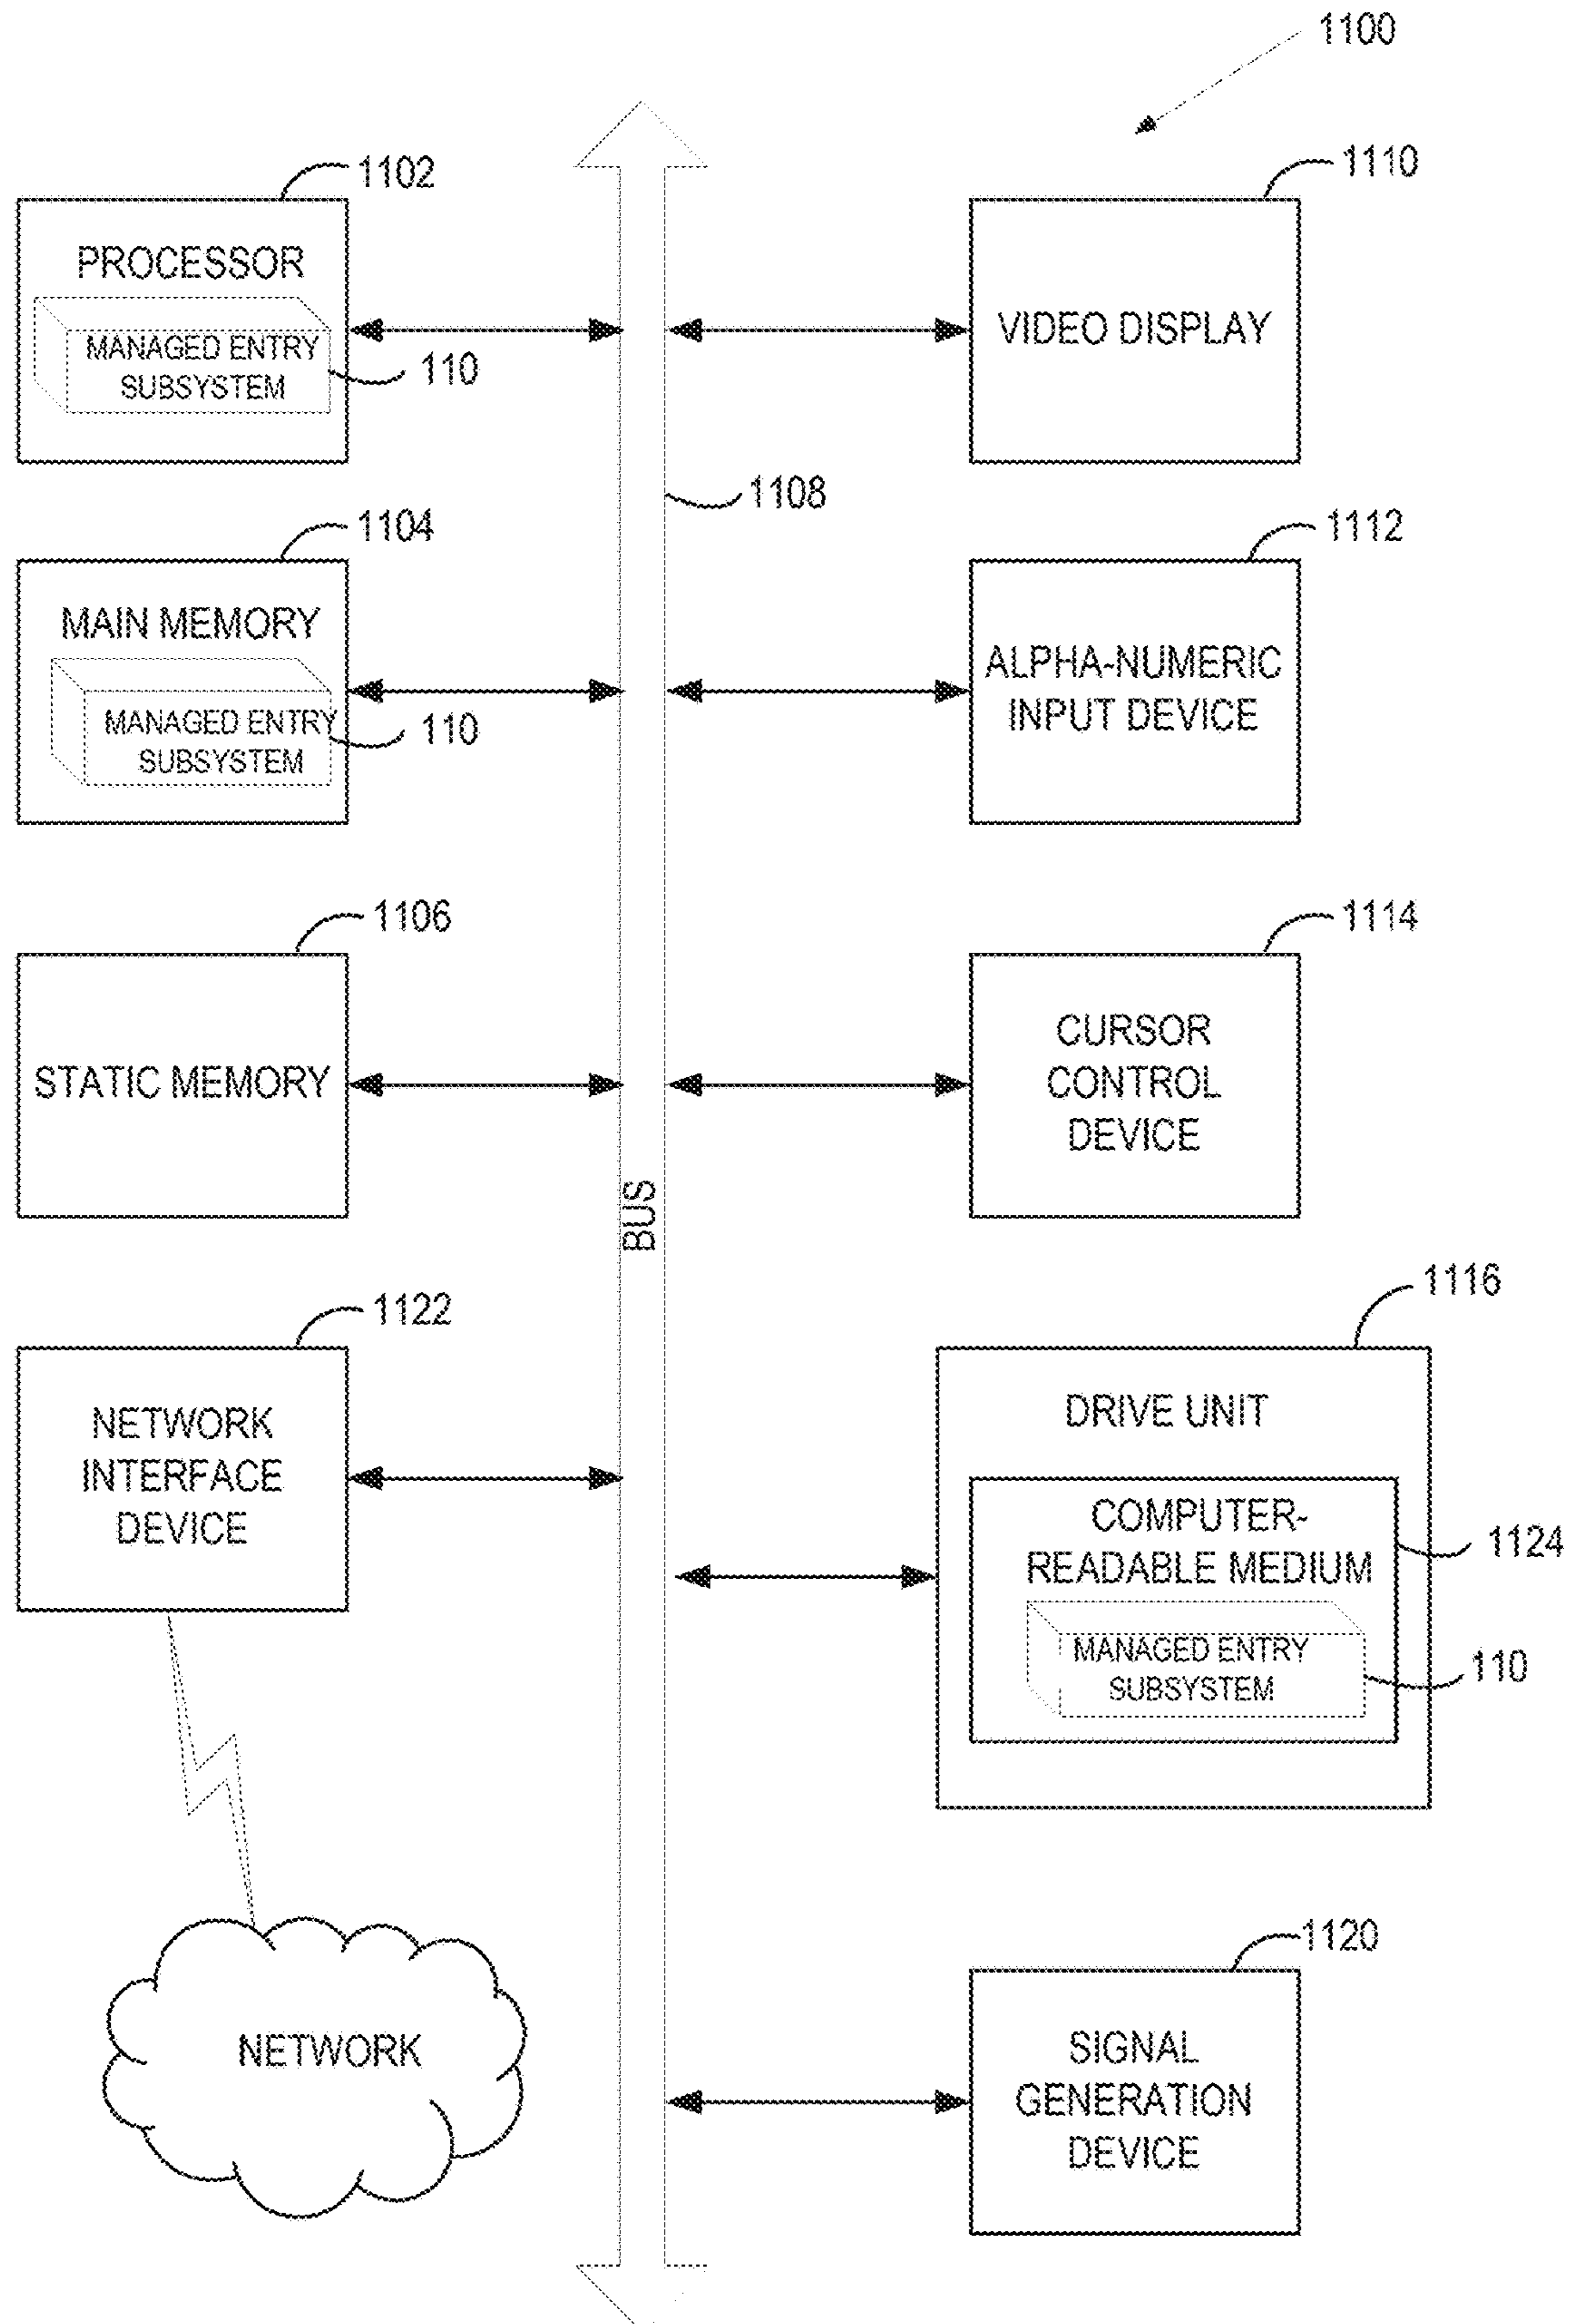 1100
1102
PROCESSOR
MANAGED ENTRY
SUBSYSTEM
110
1110
VIDEO DISPLAY
1108
1104
MAIN MEMORY
MANAGED ENTRY
SUBSYSTEM
110
1112
ALPHA-NUMERIC
INPUT DEVICE
1106
STATIC MEMORY
1114
CURSOR
CONTROL
DEVICE
BUS
1122
NETWORK
INTERFACE
DEVICE
1116
DRIVE UNIT
COMPUTER-
READABLE MEDIUM
1124
MANAGED ENTRY
SUBSYSTEM
110
NETWORK
1120
SIGNAL
GENERATION
DEVICE